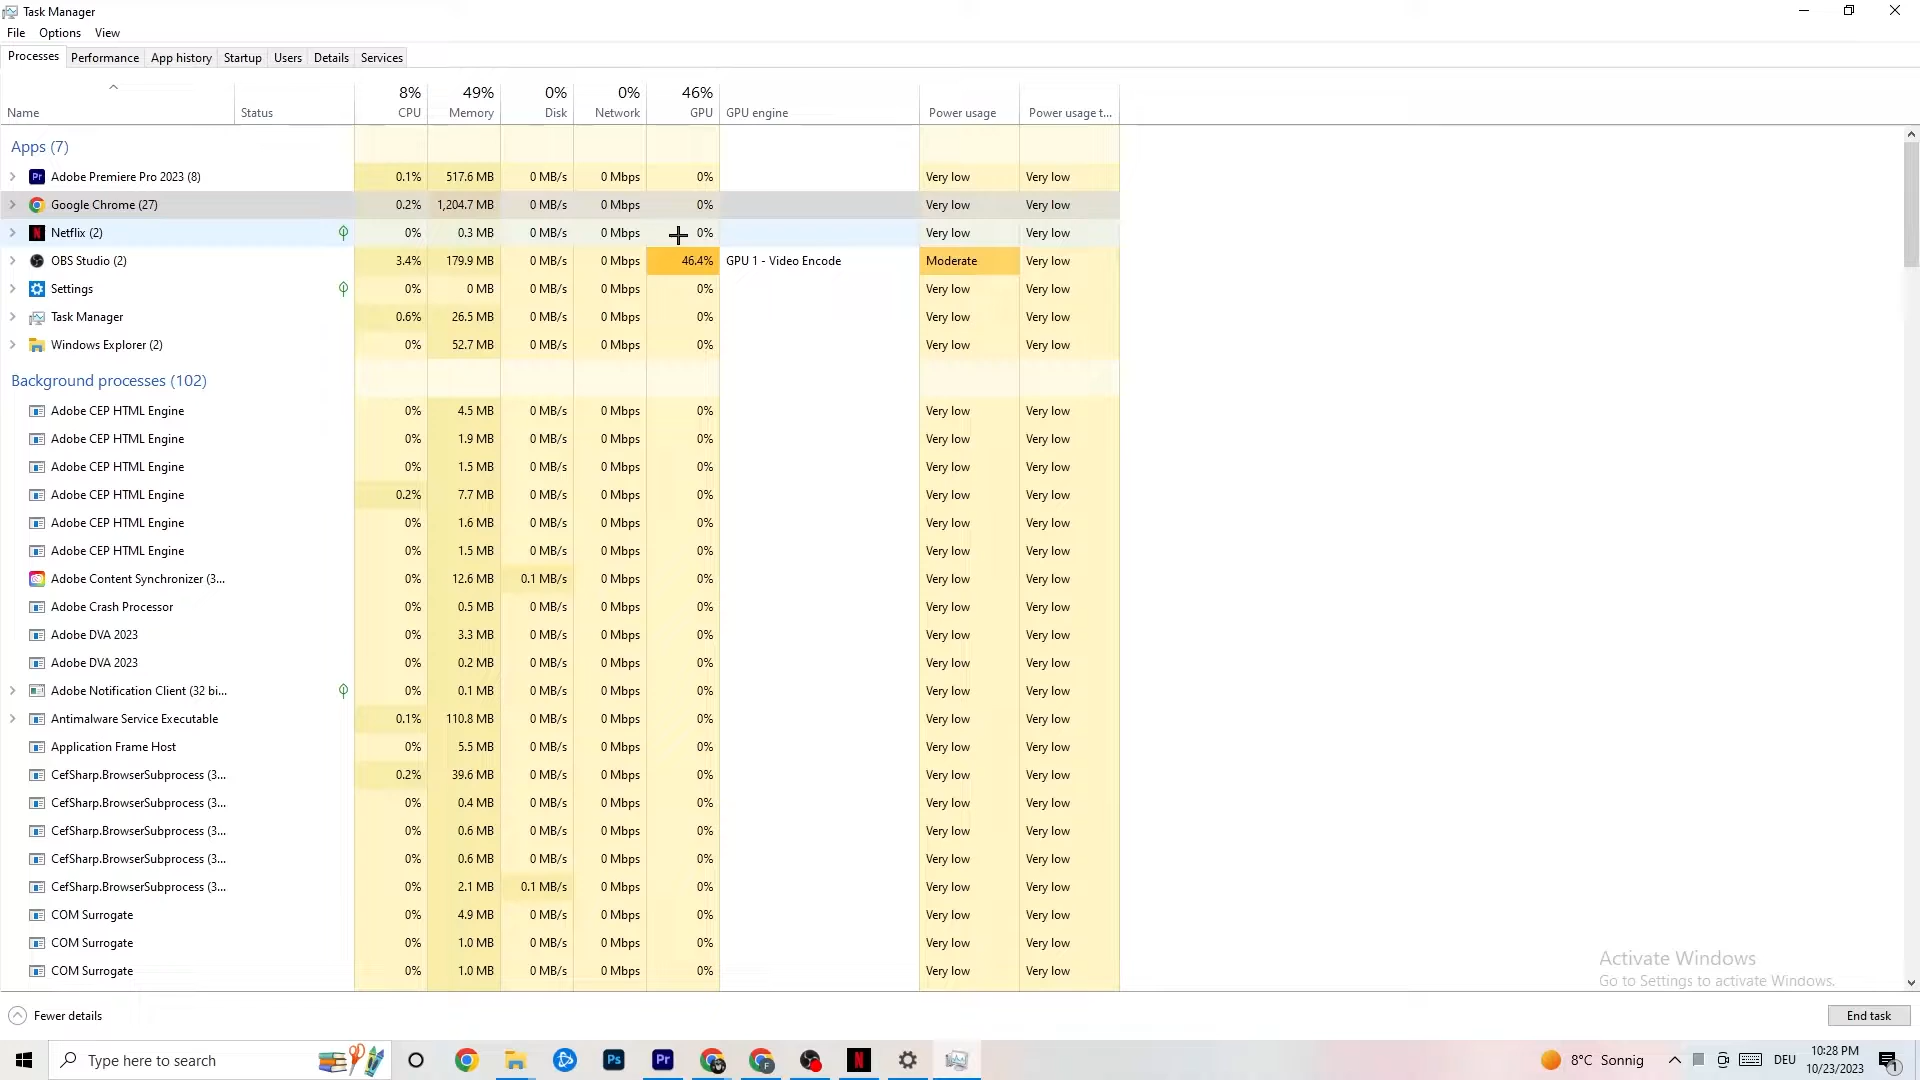 Task Manager
File Options View
Processes Performance App history Startup Users Details Services
8% 49% 0% 0% 46%
Name Status CPU Memory Disk Network GPU GPU engine Power usage Power usage t...
Apps (7)
Adobe Premiere Pro 2023 (8) 0.1% 517.6 MB 0 MB/s 0 Mbps 0% Very low Very low
Google Chrome (27) 0.2% 1,204.7 MB 0 MB/s 0 Mbps 0% Very low Very low
Netflix (2) 0% 0.3 MB 0 MB/s 0 Mbps 0% Very low Very low
OBS Studio (2) 3.4% 179.9 MB 0 MB/s 0 Mbps 46.4% GPU 1 - Video Encode Moderate Very low
Settings 0% 0 MB 0 MB/s 0 Mbps 0% Very low Very low
Task Manager 0.6% 26.5 MB 0 MB/s 0 Mbps 0% Very low Very low
Windows Explorer (2) 0% 52.7 MB 0 MB/s 0 Mbps 0% Very low Very low
Background processes (102)
Adobe CEP HTML Engine 0% 4.5 MB 0 MB/s 0 Mbps 0% Very low Very low
Adobe CEP HTML Engine 0% 1.9 MB 0 MB/s 0 Mbps 0% Very low Very low
Adobe CEP HTML Engine 0% 1.5 MB 0 MB/s 0 Mbps 0% Very low Very low
Adobe CEP HTML Engine 0.2% 7.7 MB 0 MB/s 0 Mbps 0% Very low Very low
Adobe CEP HTML Engine 0% 1.6 MB 0 MB/s 0 Mbps 0% Very low Very low
Adobe CEP HTML Engine 0% 1.5 MB 0 MB/s 0 Mbps 0% Very low Very low
Adobe Content Synchronizer (3... 0% 12.6 MB 0.1 MB/s 0 Mbps 0% Very low Very low
Adobe Crash Processor 0% 0.5 MB 0 MB/s 0 Mbps 0% Very low Very low
Adobe DVA 2023 0% 3.3 MB 0 MB/s 0 Mbps 0% Very low Very low
Adobe DVA 2023 0% 0.2 MB 0 MB/s 0 Mbps 0% Very low Very low
Adobe Notification Client (32 bi... 0% 0.1 MB 0 MB/s 0 Mbps 0% Very low Very low
Antimalware Service Executable 0.1% 110.8 MB 0 MB/s 0 Mbps 0% Very low Very low
Application Frame Host 0% 5.5 MB 0 MB/s 0 Mbps 0% Very low Very low
CefSharp.BrowserSubprocess (3... 0.2% 39.6 MB 0 MB/s 0 Mbps 0% Very low Very low
CefSharp.BrowserSubprocess (3... 0% 0.4 MB 0 MB/s 0 Mbps 0% Very low Very low
CefSharp.BrowserSubprocess (3... 0% 0.6 MB 0 MB/s 0 Mbps 0% Very low Very low
CefSharp.BrowserSubprocess (3... 0% 0.6 MB 0 MB/s 0 Mbps 0% Very low Very low
CefSharp.BrowserSubprocess (3... 0% 2.1 MB 0.1 MB/s 0 Mbps 0% Very low Very low
COM Surrogate 0% 4.9 MB 0 MB/s 0 Mbps 0% Very low Very low
COM Surrogate 0% 1.0 MB 0 MB/s 0 Mbps 0% Very low Very low
COM Surrogate 0% 1.0 MB 0 MB/s 0 Mbps 0% Very low Very low
Activate Windows
Go to Settings to activate Windows.
Fewer details End task
Type here to search Ps Pr F N 8°C Sonnig DEU 10:28 PM
10/23/2023 1